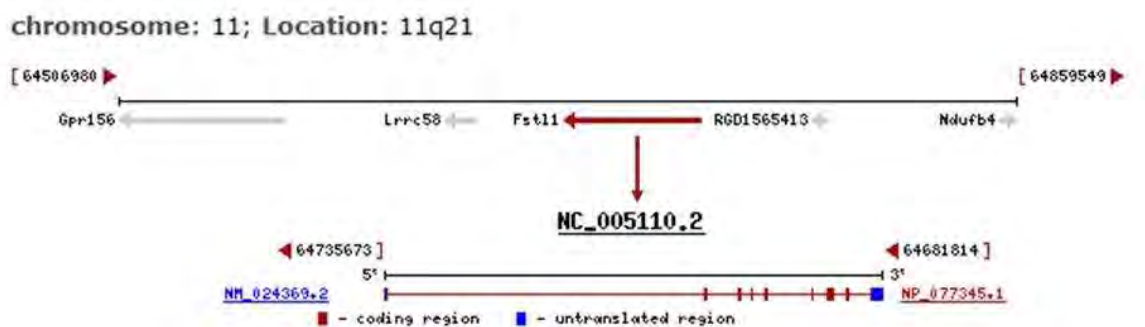 chromosome: 11; Location: 11q21
[ 64506980 [ 64859549
Gpr156 Lrrc58 Fstl1 RGD1565413 Ndufb4
NC_005110.2
64735673 ] 64681814 ]
5' 3'
NM_024369.2 NP_077345.1
- coding region - untranslated region